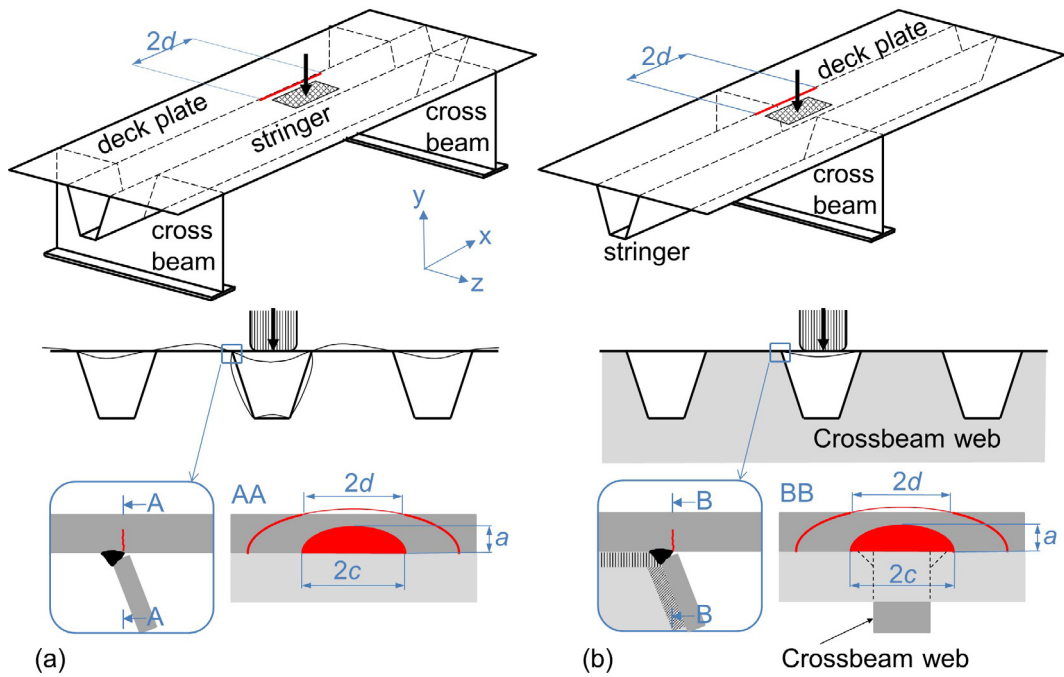 2d
deck plate
stringer
cross
beam
cross
beam
y
x
z
2d
deck plate
cross
beam
stringer
A
A
AA
2d
a
2c
(a)
Crossbeam web
B
B
BB
2d
a
2c
Crossbeam web
(b)